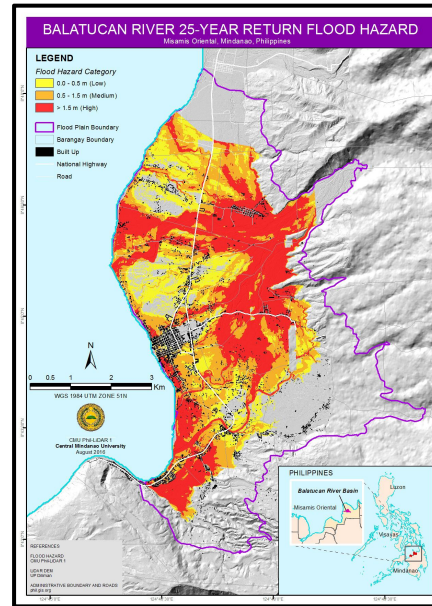 BALATUCAN RIVER 25-YEAR RETURN FLOOD HAZARD
Misamis Oriental, Mindanao, Philippines
LEGEND
Flood Hazard Category
0.0 - 0.5 m (Low)
0.5 - 1.5 m (Medium)
> 1.5 m (High)
Flood Plain Boundary
Barangay Boundary
Built Up
National Highway
Road
N
0 0.5 1 2 3
Km
WGS 1984 UTM ZONE 51N
CMU Phil-LiDAR 1
Central Mindanao University
August 2016
PHILIPPINES
Balatucan River Basin
Misamis Oriental
Luzon
Visayas
Mindanao
REFERENCES
FLOOD HAZARD
CMU Phil-LiDAR 1
LiDAR DEM
UP Diliman
ADMINISTRATIVE BOUNDARY AND ROADS
philgis.org